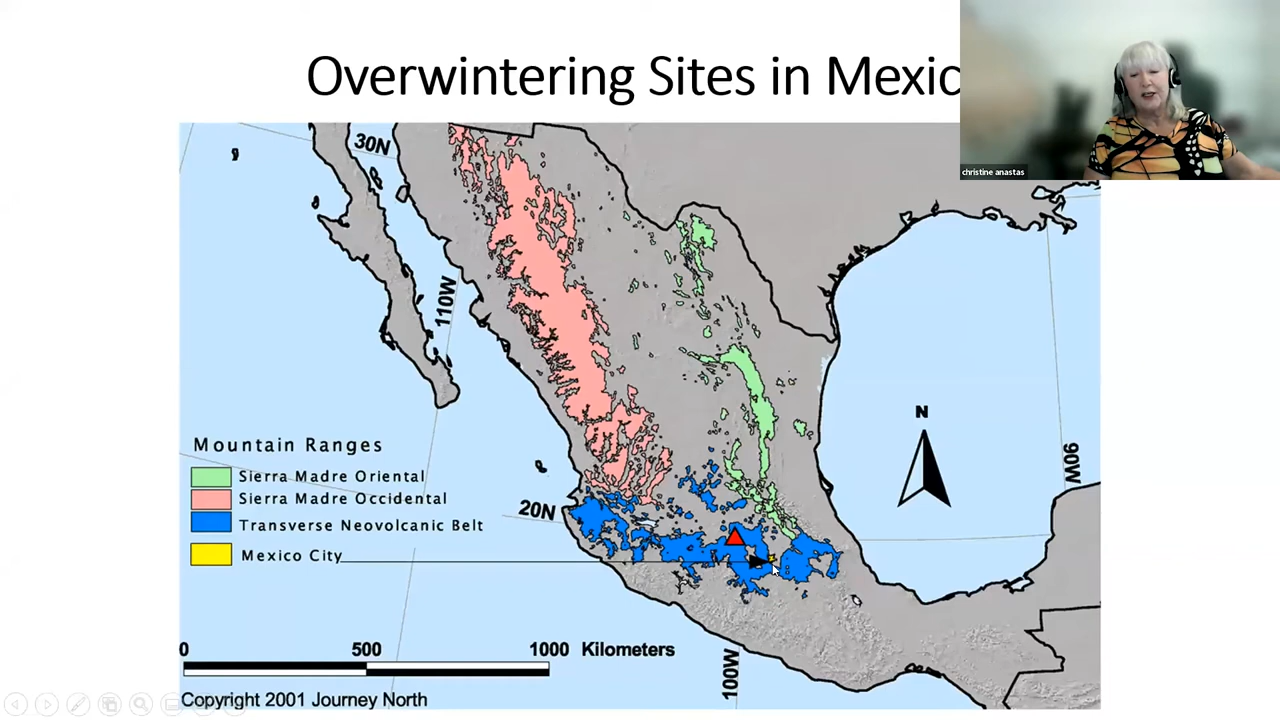 Overwintering Sites in Mexic
christine anastas
30N
110W
N
90W
Mountain Ranges
Sierra Madre Oriental
Sierra Madre Occidental
Transverse Neovolcanic Belt
20N
Mexico City
0 500 1000 Kilometers
100W
Copyright 2001 Journey North